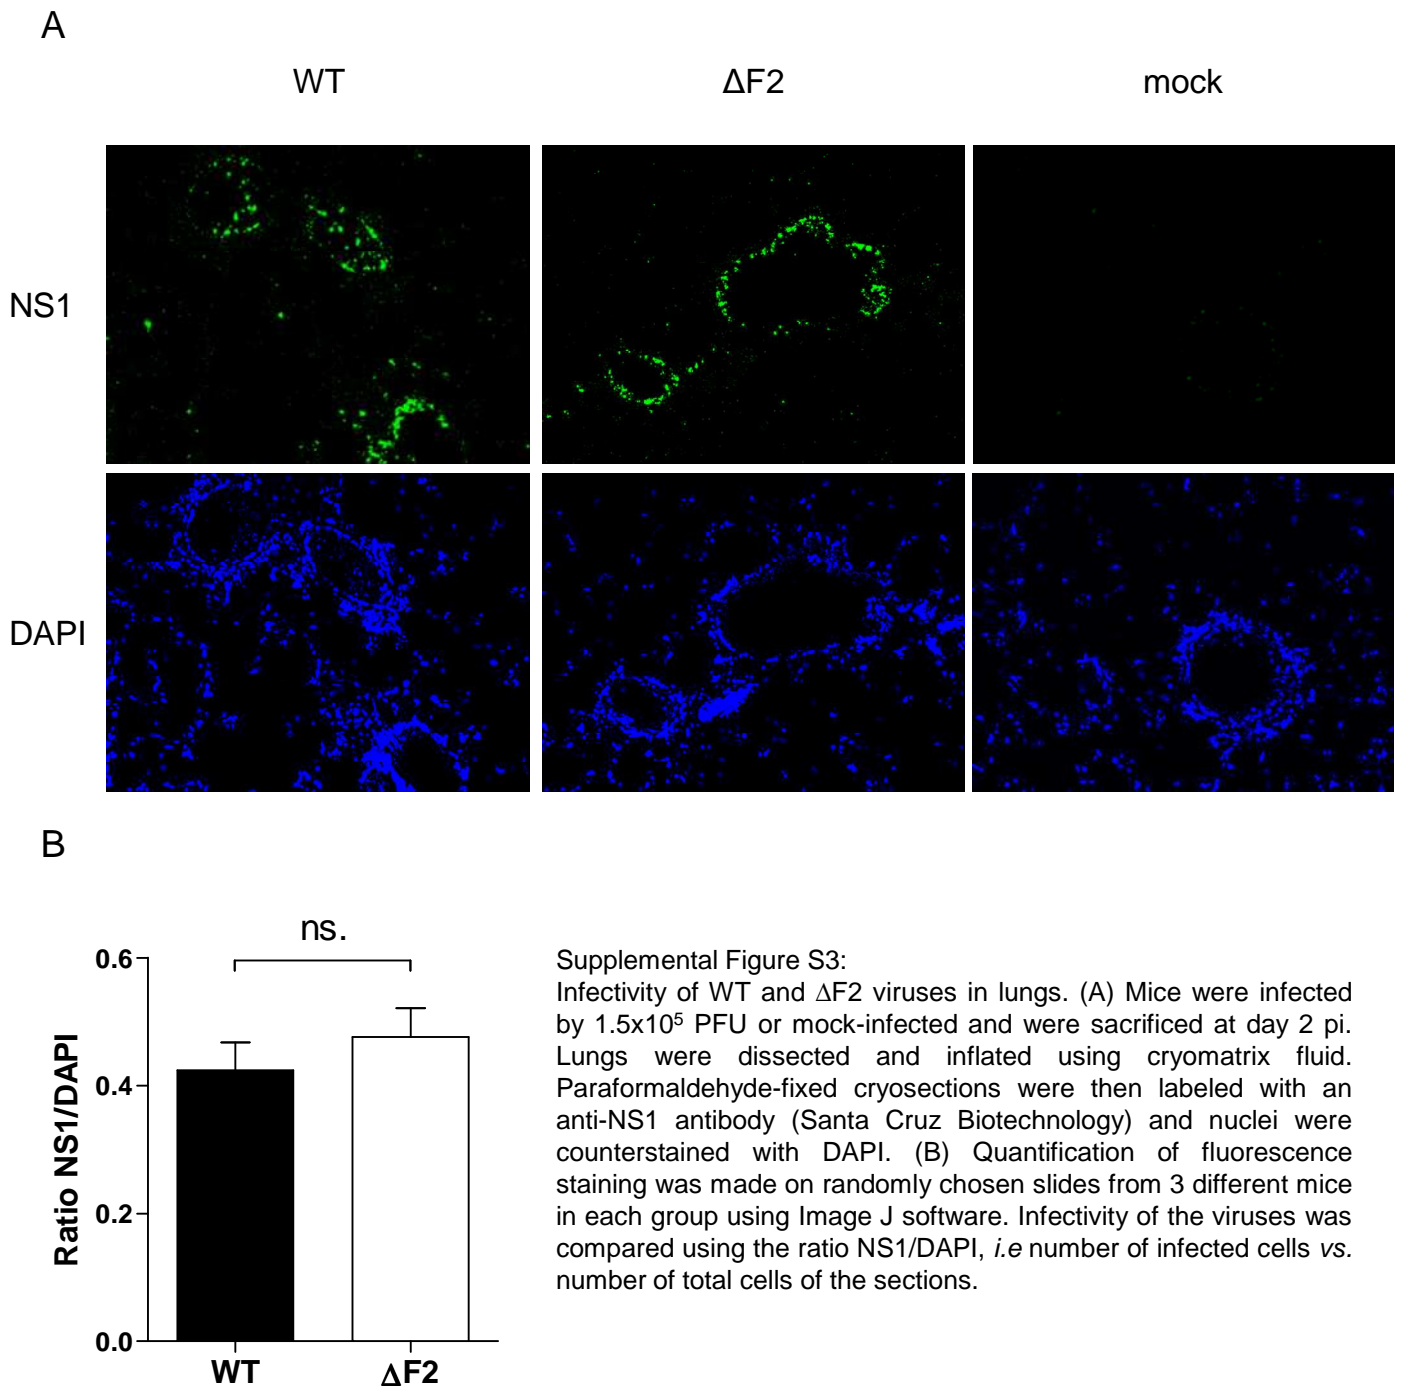 A
WT ΔF2 mock
NS1
DAPI
B
ns.
0.6
0.4
0.2
0.0
Ratio NS1/DAPI
WT ΔF2
Supplemental Figure S3:
Infectivity of WT and ΔF2 viruses in lungs. (A) Mice were infected
by 1.5x10⁵ PFU or mock-infected and were sacrificed at day 2 pi.
Lungs were dissected and inflated using cryomatrix fluid.
Paraformaldehyde-fixed cryosections were then labeled with an
anti-NS1 antibody (Santa Cruz Biotechnology) and nuclei were
counterstained with DAPI. (B) Quantification of fluorescence
staining was made on randomly chosen slides from 3 different mice
in each group using Image J software. Infectivity of the viruses was
compared using the ratio NS1/DAPI, i.e number of infected cells vs.
number of total cells of the sections.